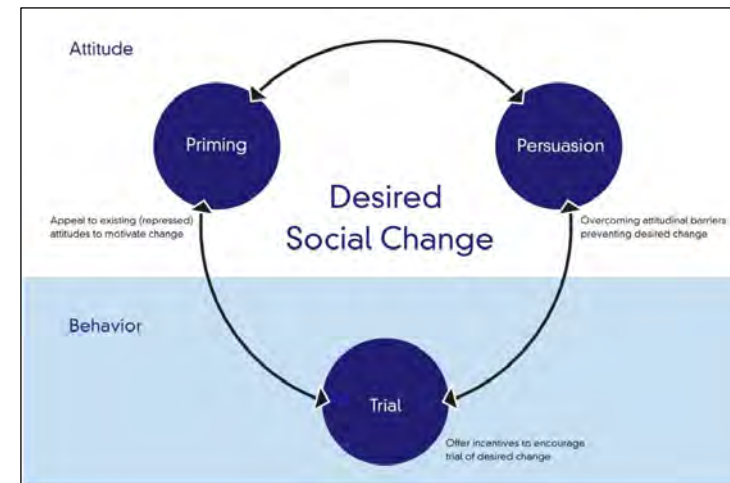 Attitude
Priming
Persuasion
Desired
Social Change
Appeal to existing (repressed)
attitudes to motivate change
Overcoming attitudinal barriers
preventing desired change
Behavior
Trial
Offer incentives to encourage
trial of desired change